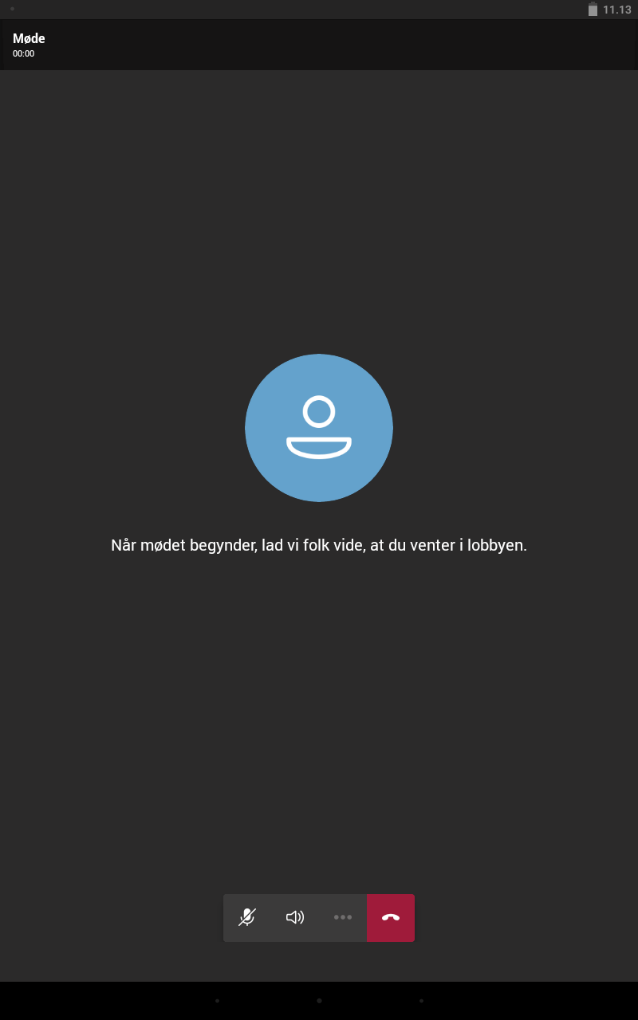 11.13
Møde
00:00
Når mødet begynder, lad vi folk vide, at du venter i lobbyen.